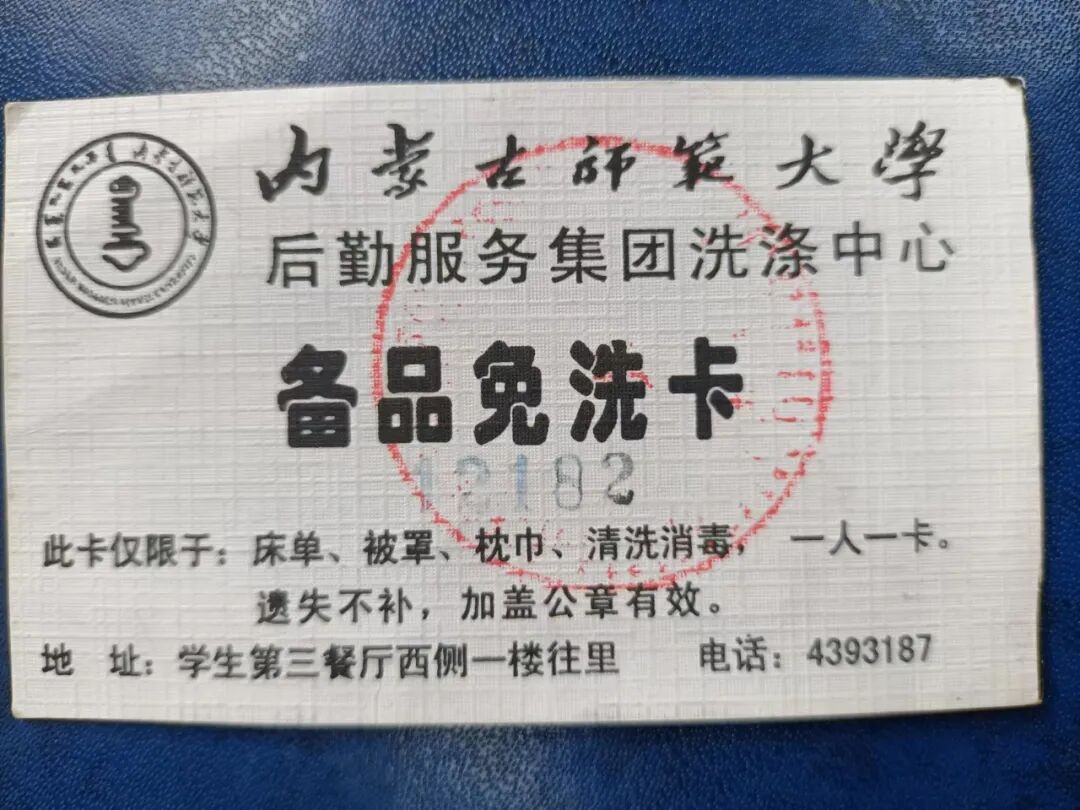 内蒙古师范大学
后勤服务集团洗涤中心
备品免洗卡
12182
此卡仅限于：床单、被罩、枕巾、清洗消毒， 一人一卡。
遗失不补，加盖公章有效。
地 址：学生第三餐厅西侧一楼往里 电话：4393187